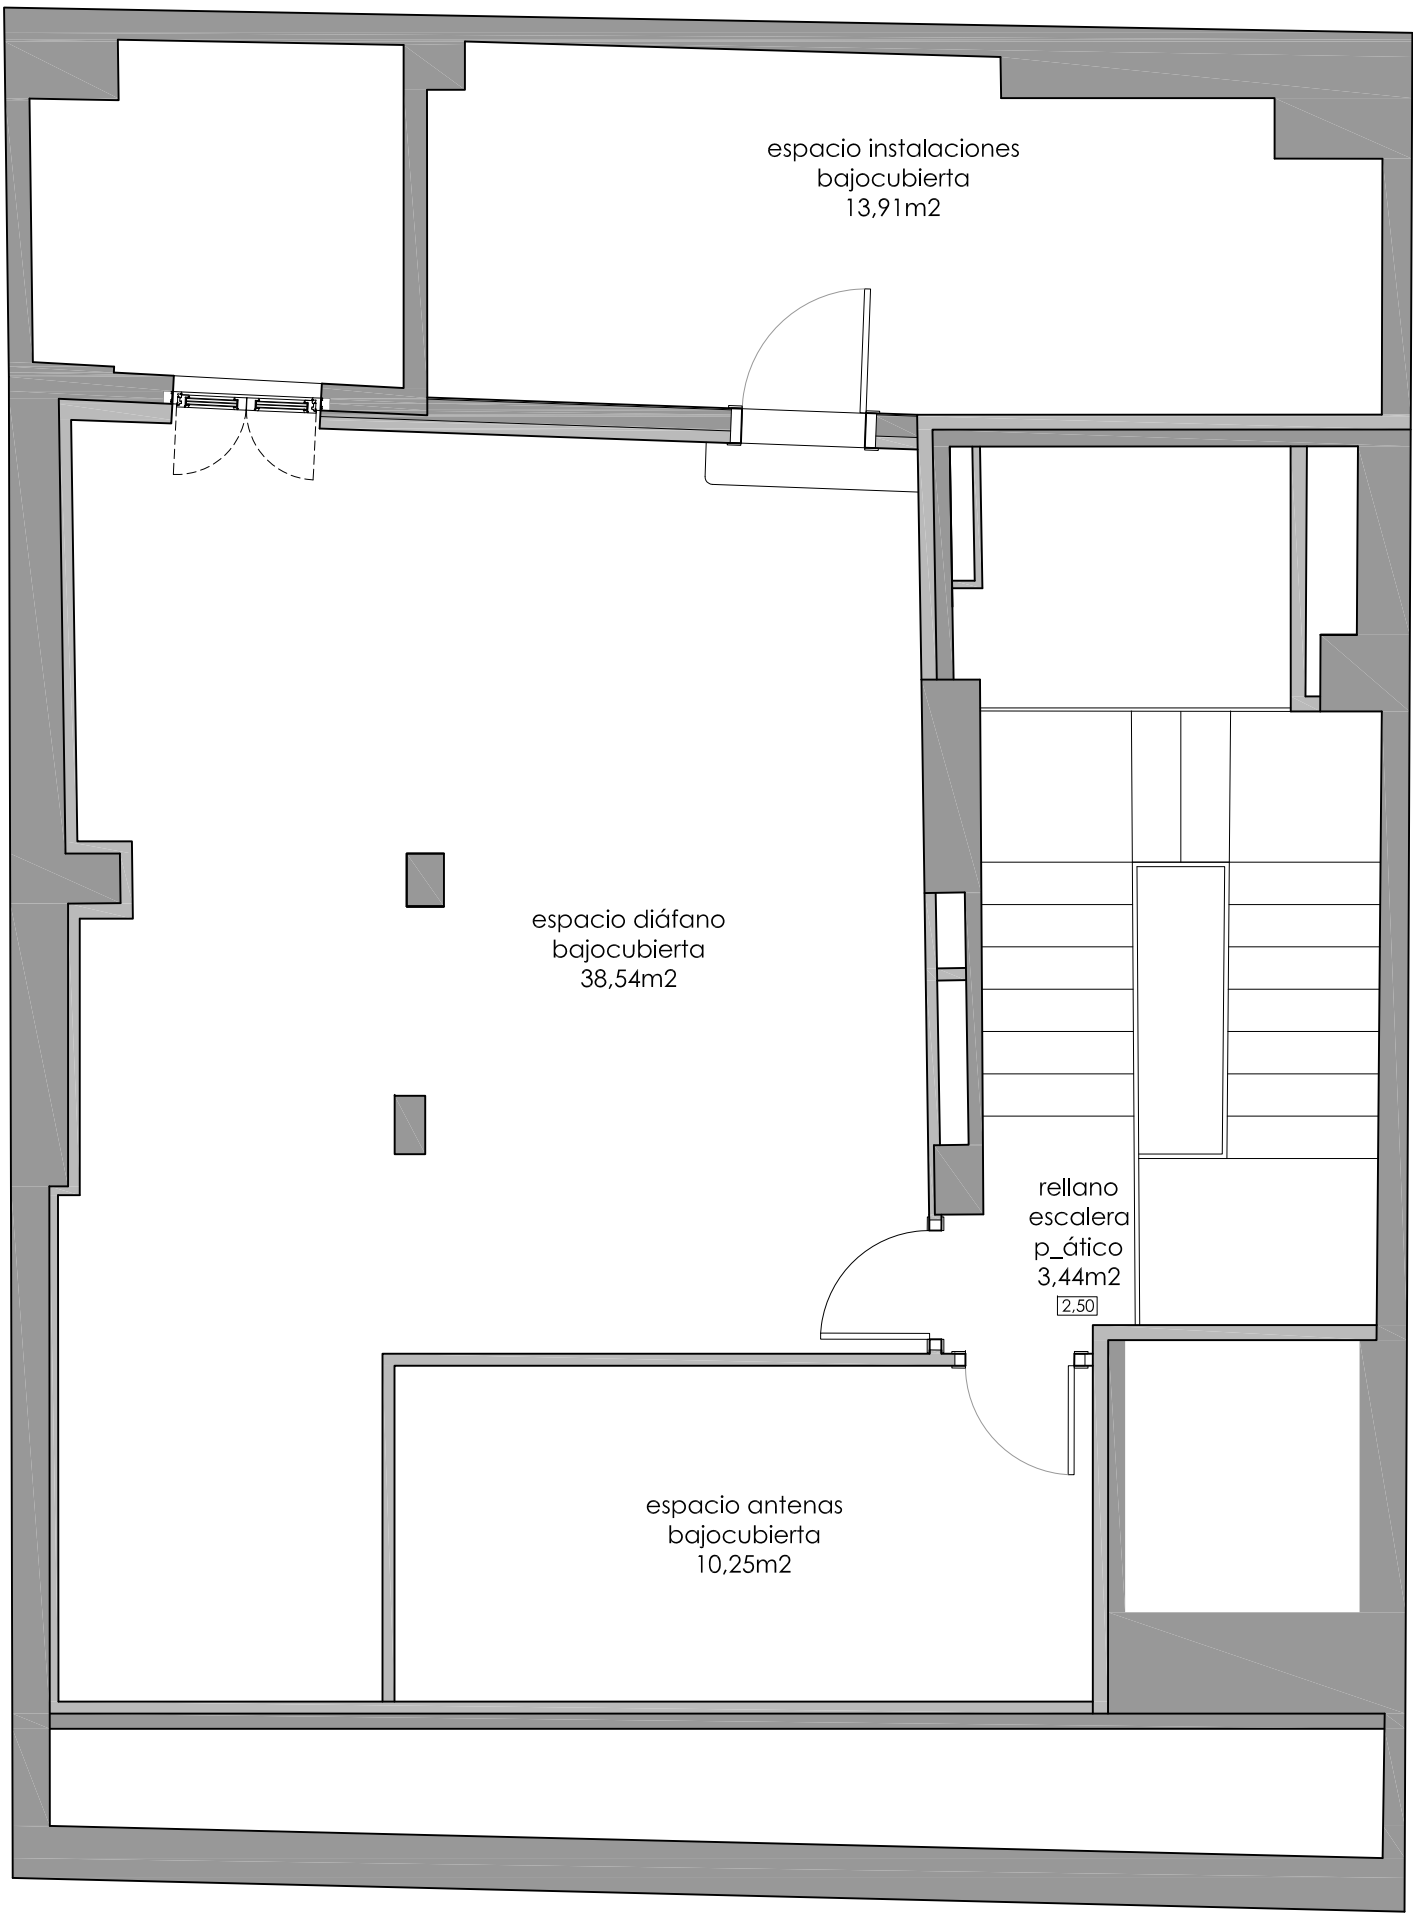 espacio instalaciones
bajocubierta
13,91m2
espacio diáfano
bajocubierta
38,54m2
rellano
escalera
p_ático
3,44m2
2,50
espacio antenas
bajocubierta
10,25m2